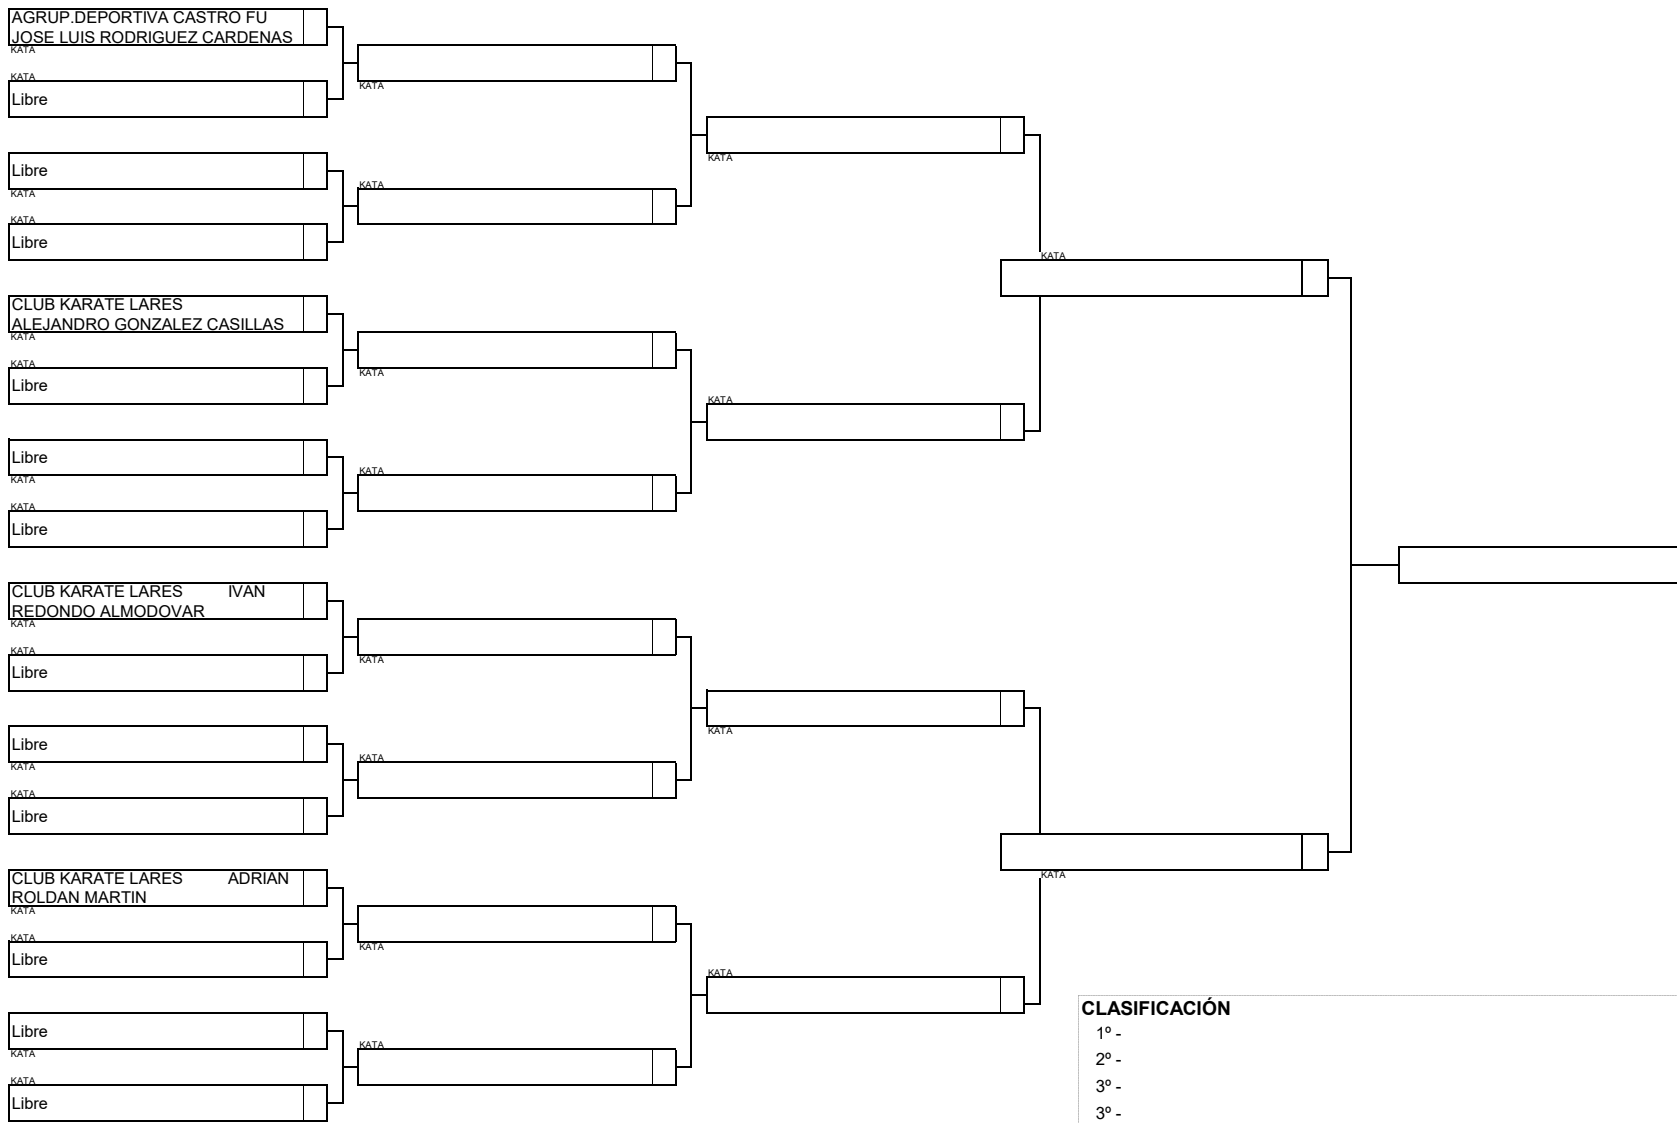 AGRUP.DEPORTIVA CASTRO FU
JOSE LUIS RODRIGUEZ CARDENAS
KATA
KATA
Libre
KATA
Libre
KATA
KATA
Libre
KATA
KATA
CLUB KARATE LARES
ALEJANDRO GONZALEZ CASILLAS
KATA
KATA
Libre
KATA
Libre
KATA
KATA
Libre
KATA
KATA
KATA
CLUB KARATE LARES IVAN
REDONDO ALMODOVAR
KATA
KATA
Libre
KATA
Libre
KATA
KATA
Libre
KATA
KATA
CLUB KARATE LARES ADRIAN
ROLDAN MARTIN
KATA
KATA
Libre
KATA
Libre
KATA
KATA
Libre
KATA
KATA
KATA
CLASIFICACIÓN
1º -
2º -
3º -
3º -